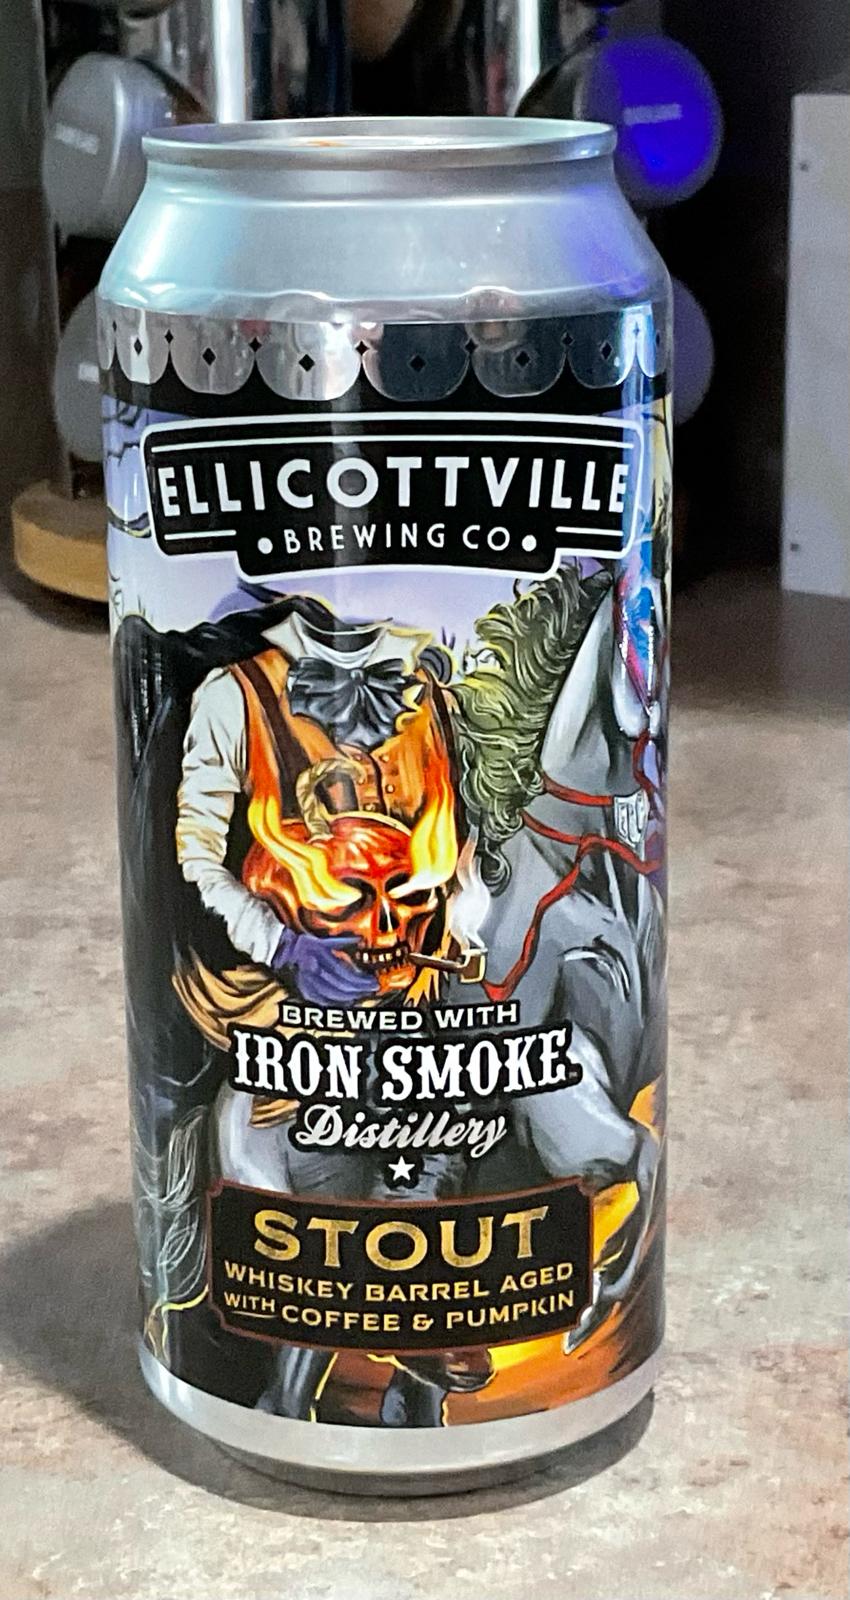 ELLICOTTVILLE
• BREWING CO •
BREWED WITH
IRON SMOKE
Distillery
STOUT
WHISKEY BARREL AGED
WITH COFFEE & PUMPKIN